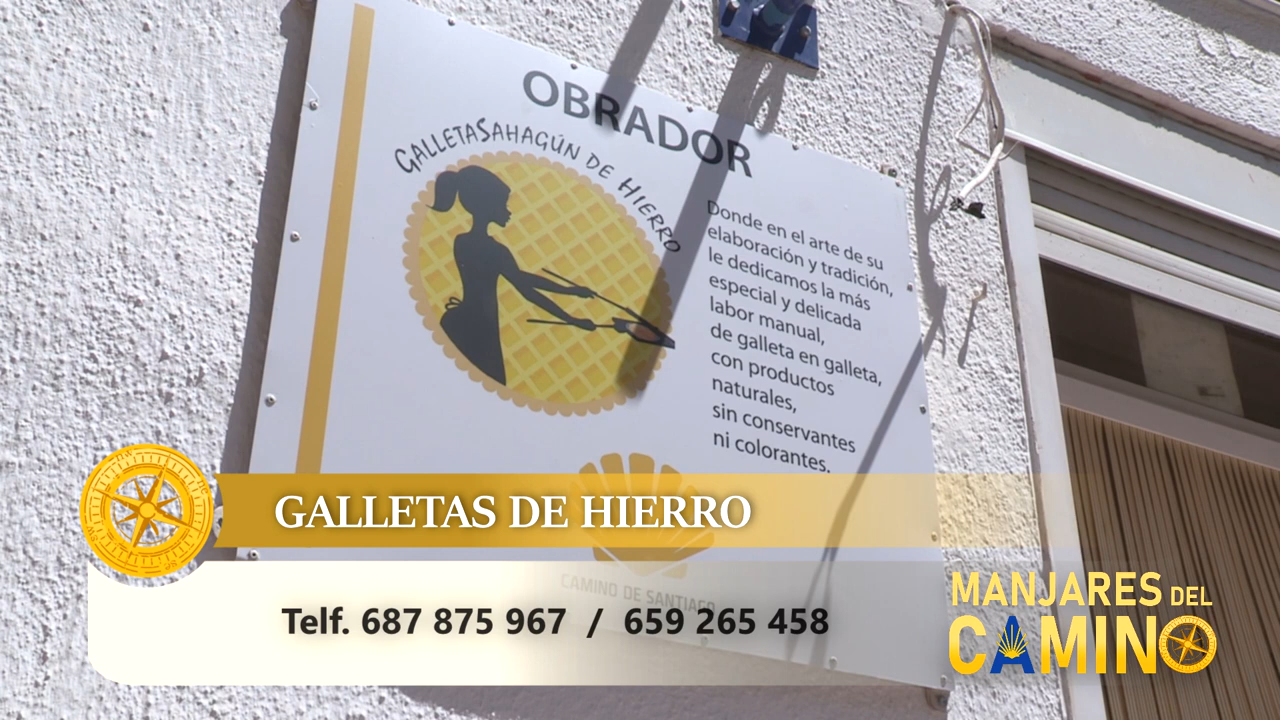 OBRADOR
GALLETASAHAGÚN DE HIERRO
Donde en el arte de su
elaboración y tradición,
le dedicamos la más
especial y delicada
labor manual,
de galleta en galleta,
con productos
naturales,
sin conservantes
ni colorantes.
GALLETAS DE HIERRO
CAMINO DE SANTIAGO
Telf. 687 875 967 / 659 265 458
MANJARES DEL
CAMINO